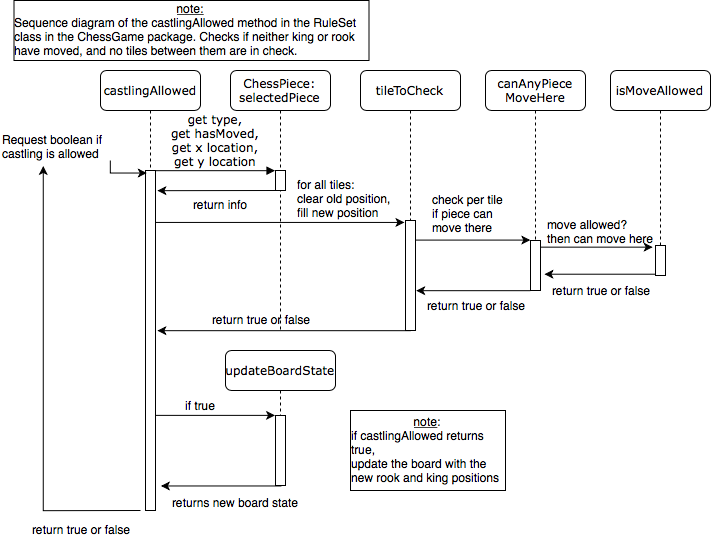 note:
Sequence diagram of the castlingAllowed method in the RuleSet
class in the ChessGame package. Checks if neither king or rook
have moved, and no tiles between them are in check.
castlingAllowed
ChessPiece:
selectedPiece
tileToCheck
canAnyPiece
MoveHere
isMoveAllowed
Request boolean if
castling is allowed
get type,
get hasMoved,
get x location,
get y location
return info
for all tiles:
clear old position,
fill new position
check per tile
if piece can
move there
move allowed?
then can move here
return true or false
return true or false
return true or false
updateBoardState
if true
returns new board state
note:
if castlingAllowed returns
true,
update the board with the
new rook and king positions
return true or false